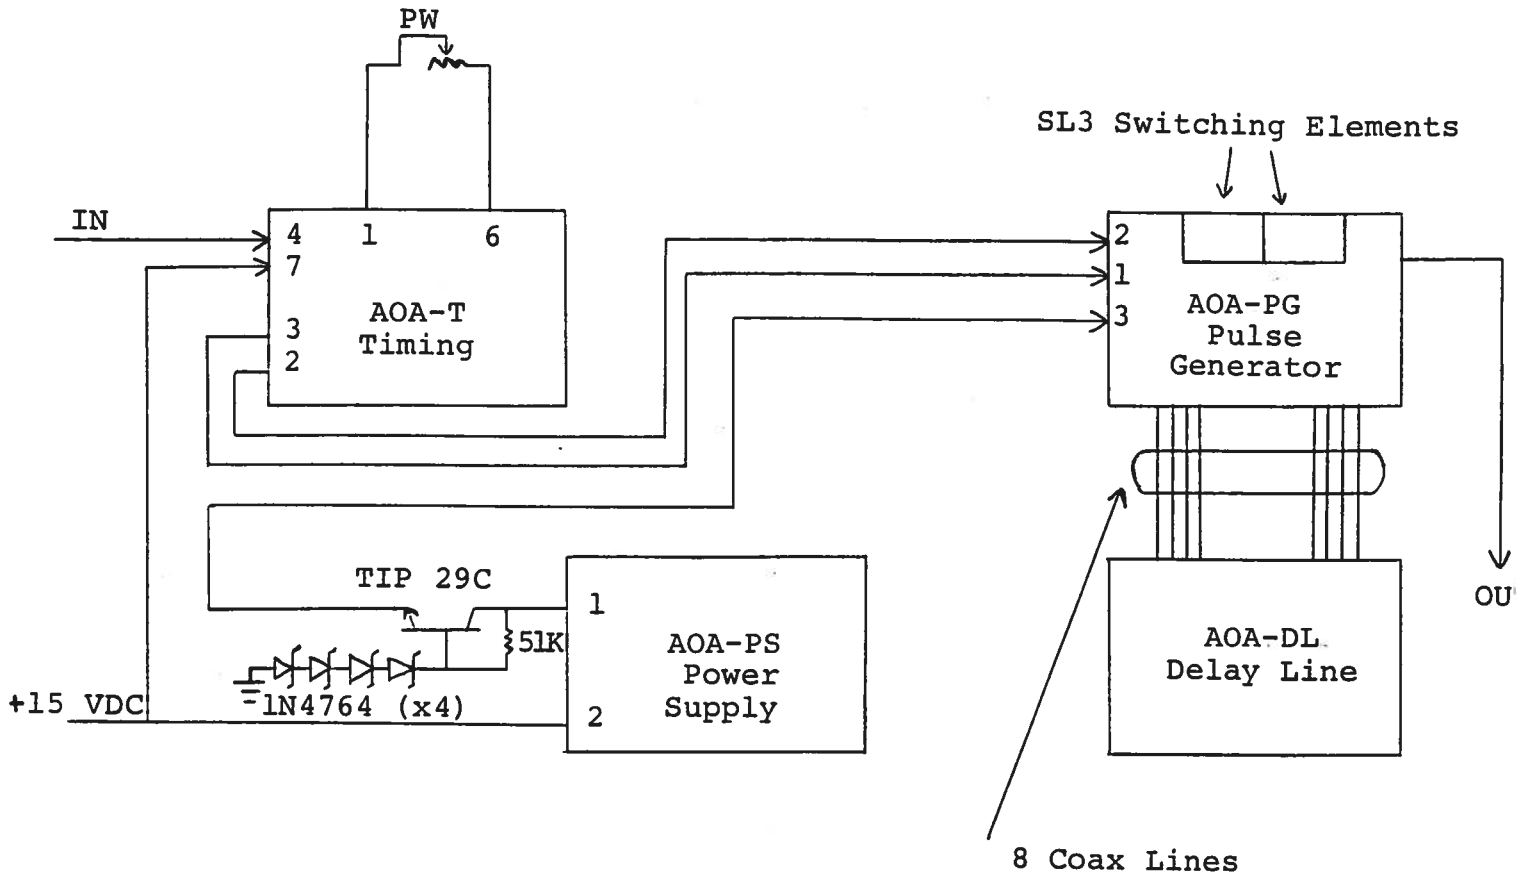 PW
SL3 Switching Elements
IN
4
1
6
7
AOA-T
Timing
3
2
2
1
3
AOA-PG
Pulse
Generator
TIP 29C
1
51K
AOA-PS
Power
Supply
1N4764 (x4)
+15 VDC
2
OU
AOA-DL
Delay Line
8 Coax Lines